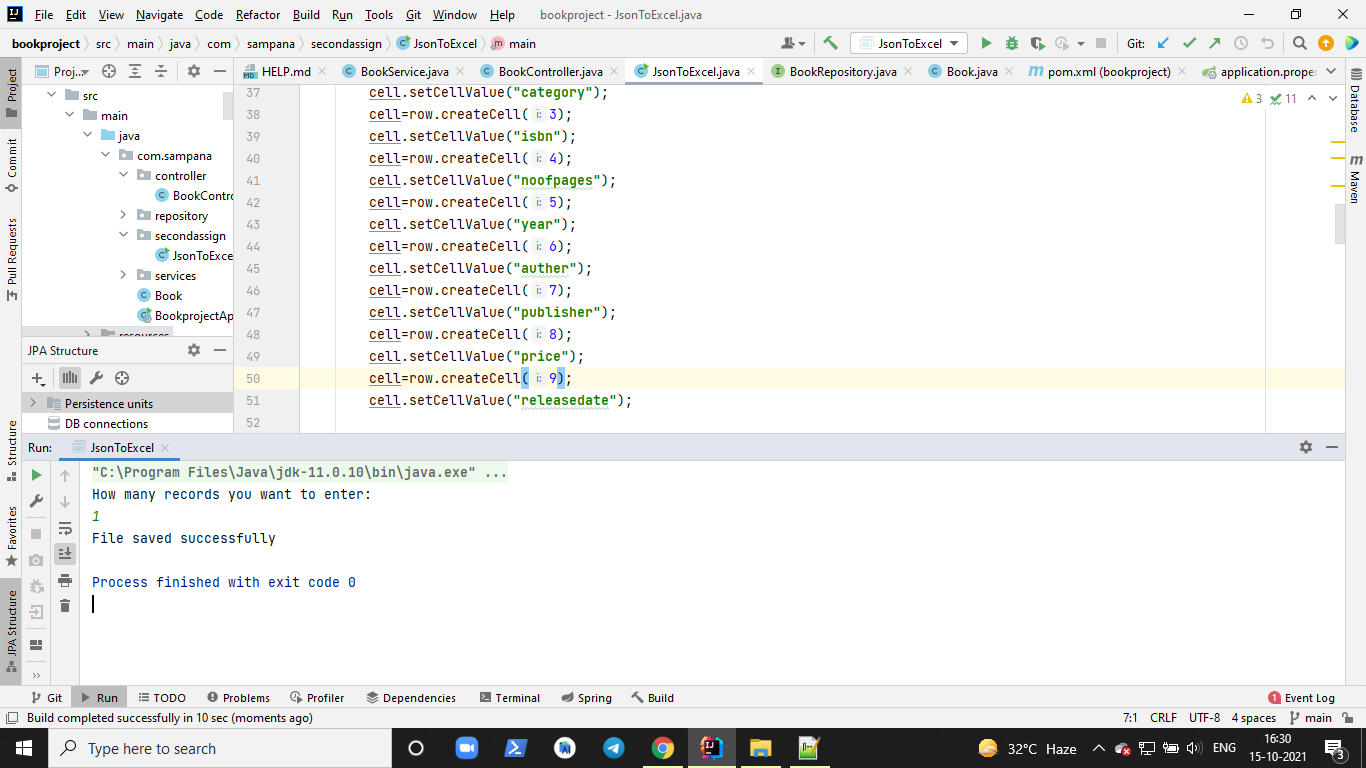 File Edit View Navigate Code Refactor Build Run Tools Git Window Help bookproject - JsonToExcel.java
bookproject src main java com sampana secondassign JsonToExcel main JsonToExcel Git:
Proj... HELP.md BookService.java BookController.java JsonToExcel.java BookRepository.java Book.java pom.xml (bookproject) application.prope
Project
Commit
Pull Requests
Structure
Favorites
JPA Structure
Database
Maven
src
main
java
com.sampana
controller
BookContro
repository
secondassign
JsonToExce
services
Book
BookprojectAp
resources
JPA Structure
Persistence units
DB connections
3 11
37 cell.setCellValue("category");
38 cell=row.createCell( i: 3);
39 cell.setCellValue("isbn");
40 cell=row.createCell( i: 4);
41 cell.setCellValue("noofpages");
42 cell=row.createCell( i: 5);
43 cell.setCellValue("year");
44 cell=row.createCell( i: 6);
45 cell.setCellValue("auther");
46 cell=row.createCell( i: 7);
47 cell.setCellValue("publisher");
48 cell=row.createCell( i: 8);
49 cell.setCellValue("price");
50 cell=row.createCell( i: 9);
51 cell.setCellValue("releasedate");
52
Run: JsonToExcel
"C:\Program Files\Java\jdk-11.0.10\bin\java.exe" ...
How many records you want to enter:
1
File saved successfully
Process finished with exit code 0
Git Run TODO Problems Profiler Dependencies Terminal Spring Build 1 Event Log
Build completed successfully in 10 sec (moments ago) 7:1 CRLF UTF-8 4 spaces main
Type here to search 32°C Haze ENG 16:30
15-10-2021 3